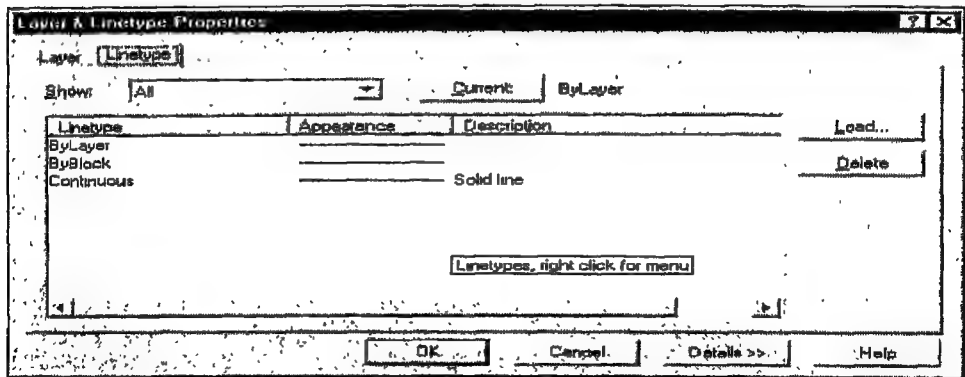 Layer & Linetype Properties ? X
Layer Linetype
Show: All Current: ByLayer
Linetype Appearance Description
ByLayer
ByBlock
Continuous Solid line
Load...
Delete
Linetypes, right click for menu
OK Cancel Details >> Help